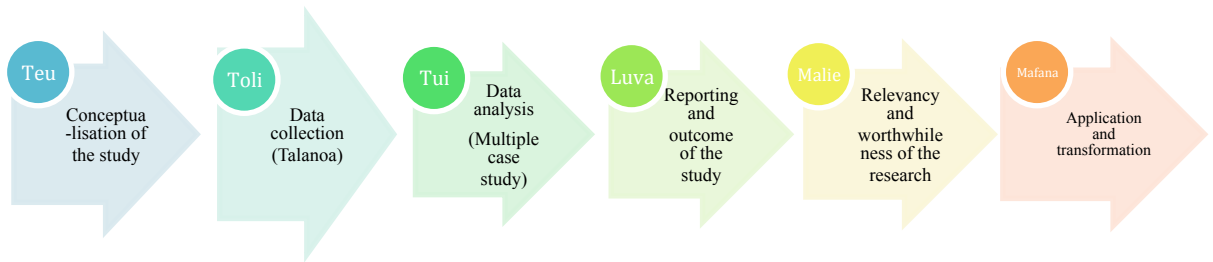 Teu
Conceptua
-lisation of
the study
Toli
Data
collection
(Talanoa)
Tui
Data
analysis
(Multiple
case
study)
Luva
Reporting
and
outcome
of the
study
Malie
Relevancy
and
worthwhile
ness of the
research
Mafana
Application
and
transformation